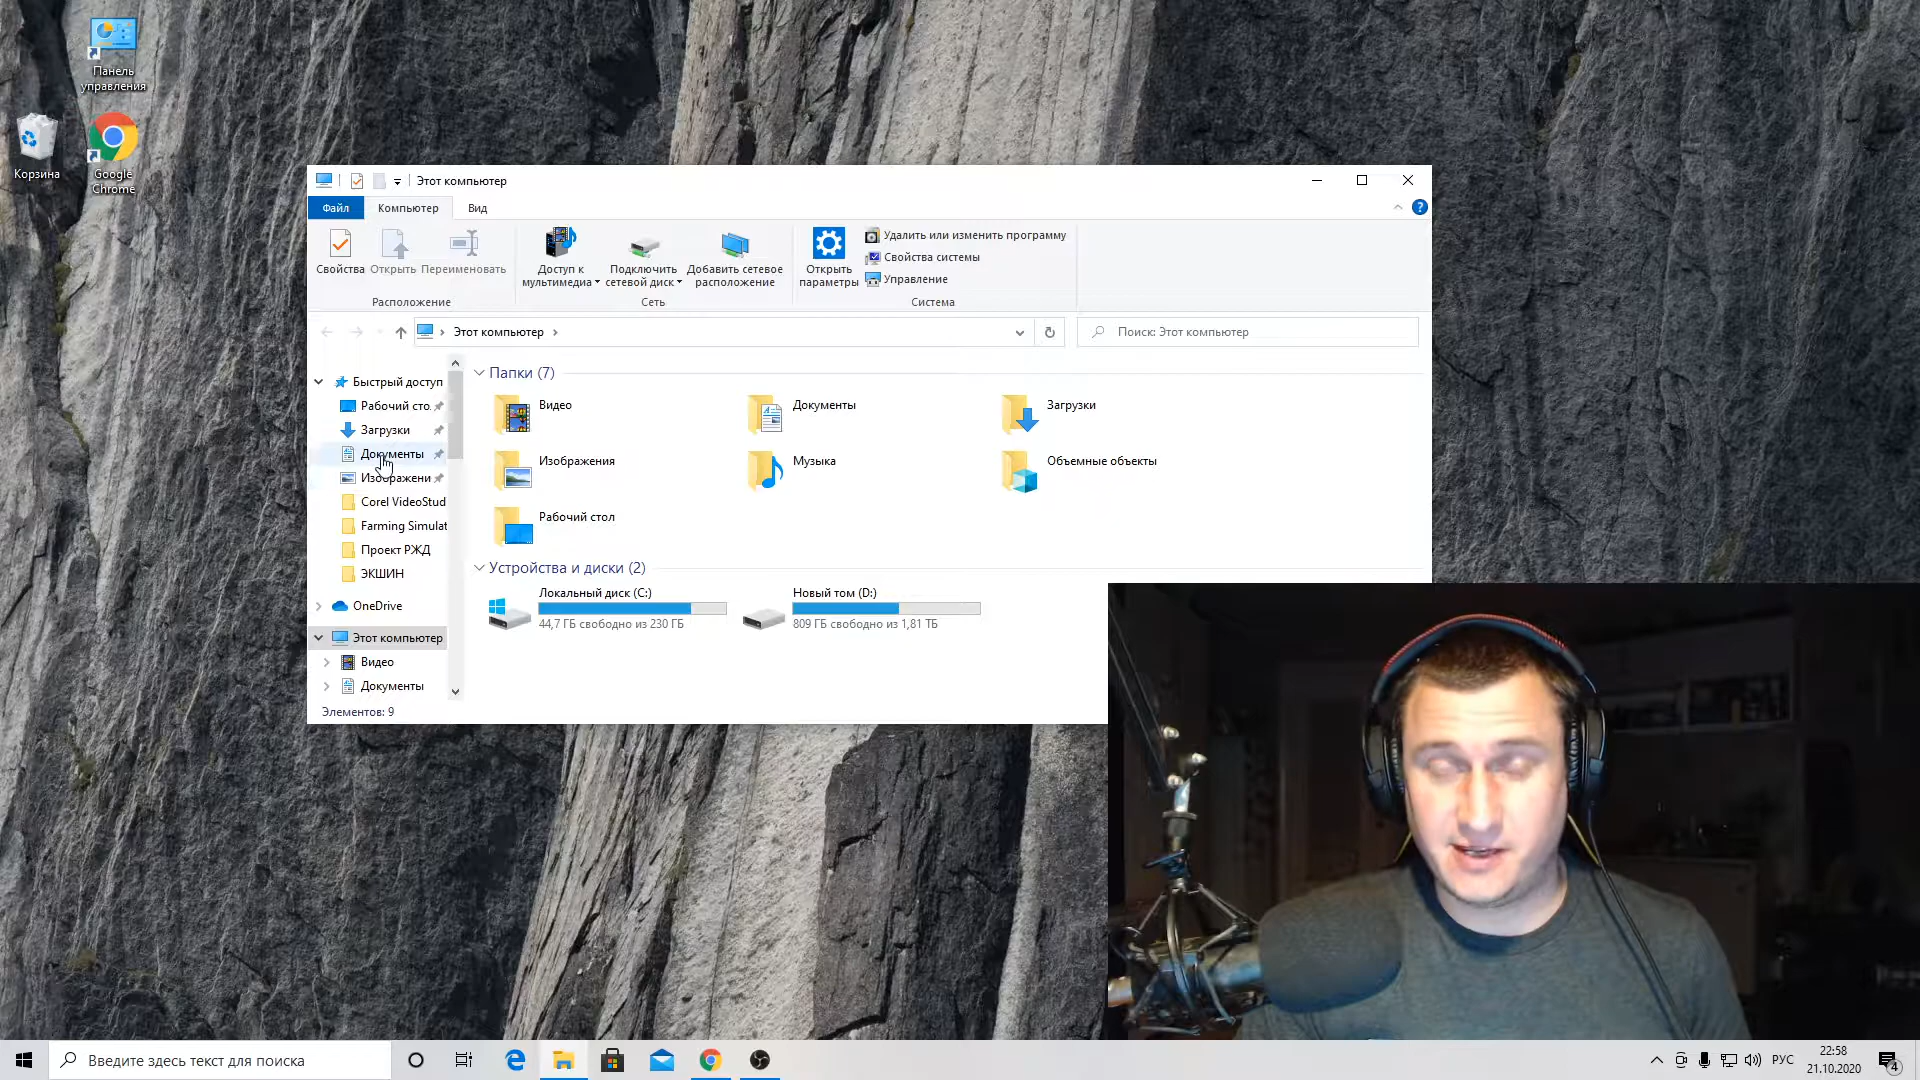 Панель
управления
Корзина
Google
Chrome
Этот компьютер
Файл
Компьютер
Вид
Свойства
Открыть
Переименовать
Расположение
Доступ к
мультимедиа
Подключить
сетевой диск
Добавить сетевое
расположение
Сеть
Открыть
параметры
Удалить или изменить программу
Свойства системы
Управление
Система
Этот компьютер
Поиск: Этот компьютер
Быстрый доступ
Рабочий сто
Загрузки
Документы
Изображени
Corel VideoStud
Farming Simulat
Проект РЖД
ЭКШИН
OneDrive
Этот компьютер
Видео
Документы
Папки (7)
Видео
Документы
Загрузки
Изображения
Музыка
Объемные объекты
Рабочий стол
Устройства и диски (2)
Локальный диск (C:)
44,7 ГБ свободно из 230 ГБ
Новый том (D:)
809 ГБ свободно из 1,81 ТБ
Элементов: 9
Введите здесь текст для поиска
РУС
22:58
21.10.2020
4